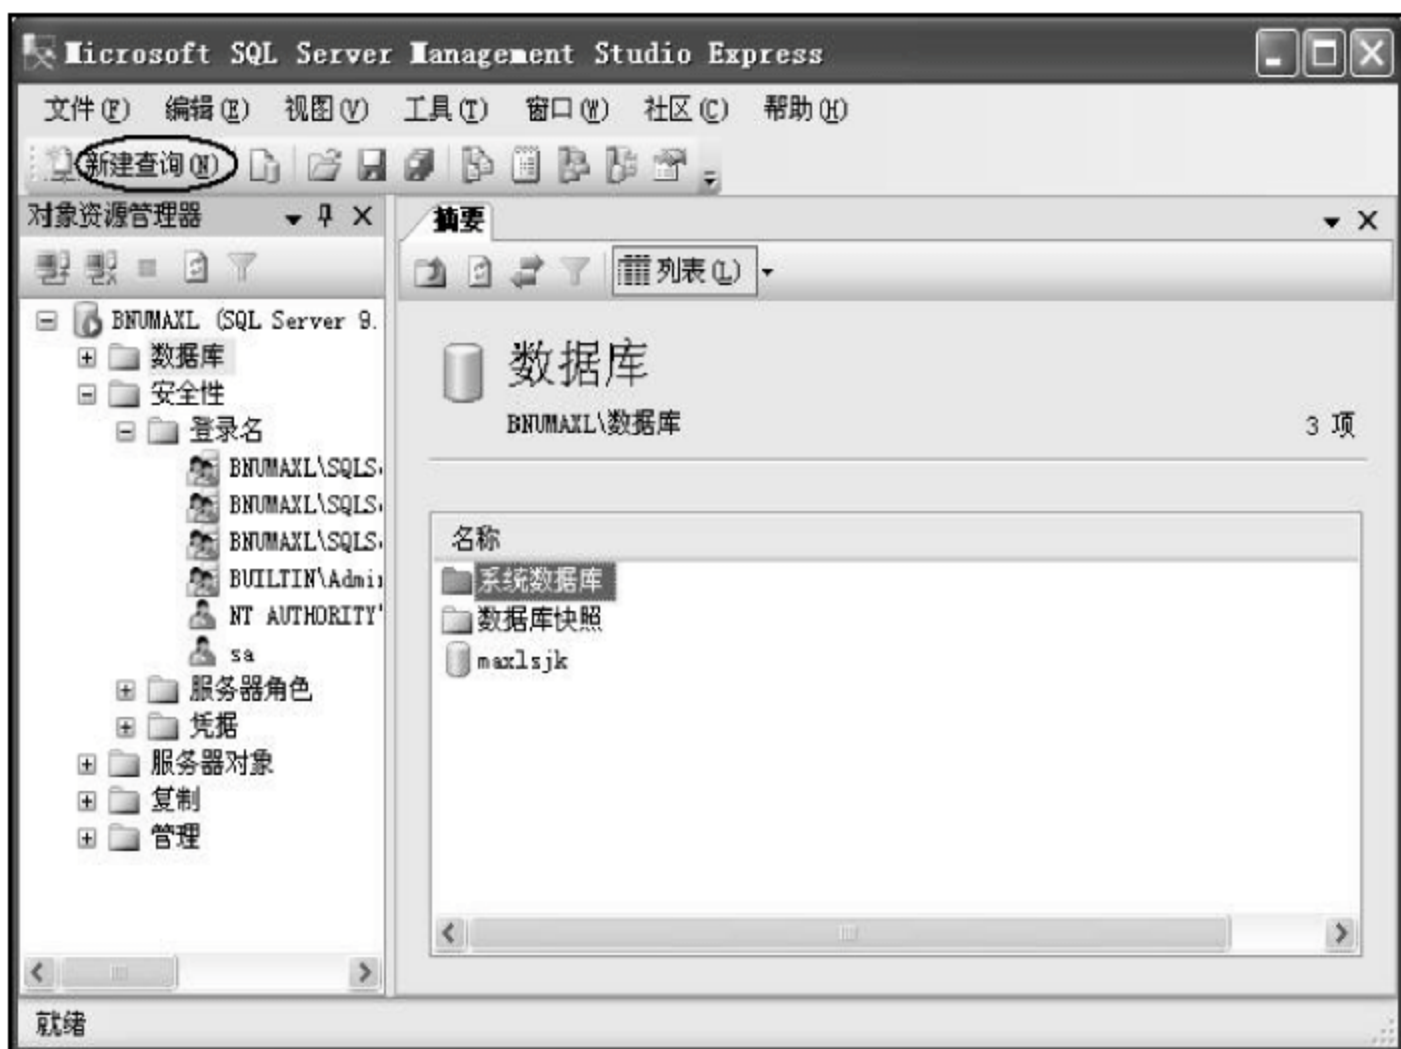 Microsoft SQL Server Management Studio Express
文件(F) 编辑(E) 视图(V) 工具(T) 窗口(W) 社区(C) 帮助(H)
新建查询(N)
对象资源管理器
摘要
列表(L)
BNUMAXL (SQL Server 9.
数据库
安全性
登录名
BNUMAXL\SQLS
BNUMAXL\SQLS
BNUMAXL\SQLS
BUILTIN\Admi
NT AUTHORITY
sa
服务器角色
凭据
服务器对象
复制
管理
数据库
BNUMAXL\数据库
3 项
名称
系统数据库
数据库快照
maxlsjk
就绪